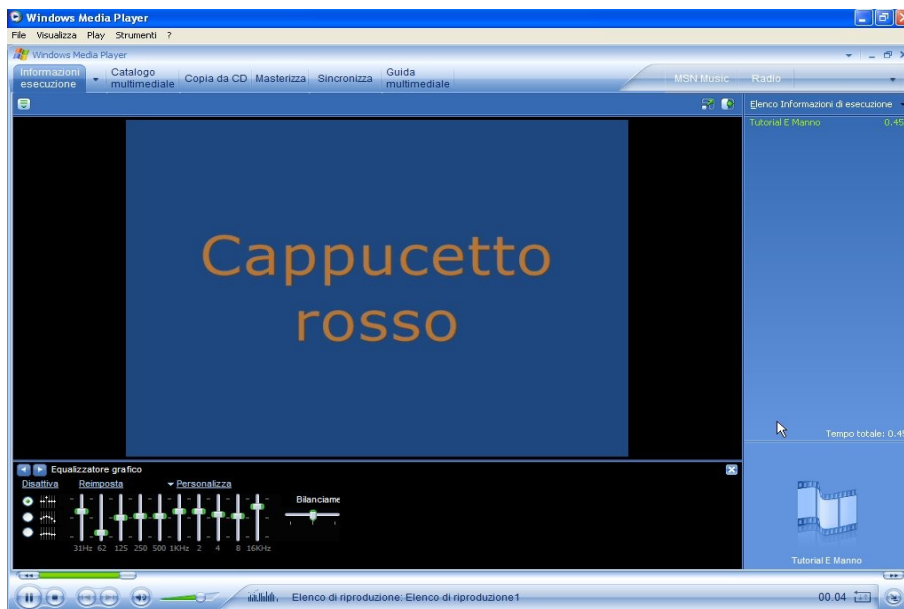 Windows Media Player
File Visualizza Play Strumenti ?
Windows Media Player
Informazioni esecuzione
Catalogo multimediale
Copia da CD
Masterizza
Sincronizza
Guida multimediale
MSN Music
Radio
Elenco Informazioni di esecuzione
Tutorial E Manno 0.45
Cappucetto
rosso
Tempo totale: 0.45
Equalizzatore grafico
Disattiva Reimposta Personalizza
Bilanciame
31Hz 62 125 250 500 1KHz 2 4 8 16KHz
Tutorial E Manno
Elenco di riproduzione: Elenco di riproduzione1
00.04